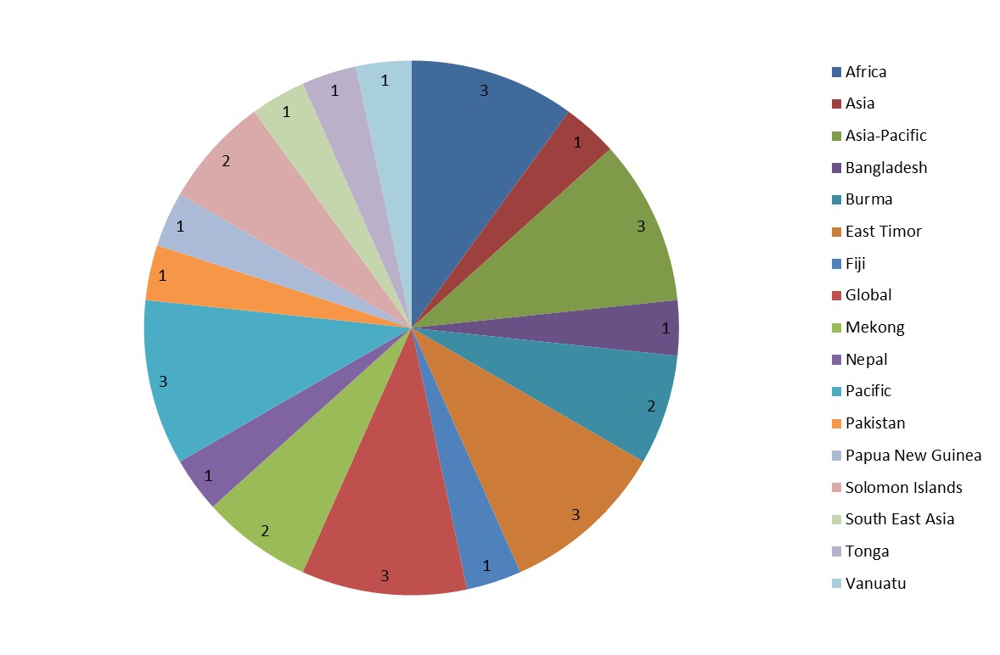 3
1
3
1
2
3
1
3
2
1
3
1
1
2
1
1
1
Africa
Asia
Asia-Pacific
Bangladesh
Burma
East Timor
Fiji
Global
Mekong
Nepal
Pacific
Pakistan
Papua New Guinea
Solomon Islands
South East Asia
Tonga
Vanuatu